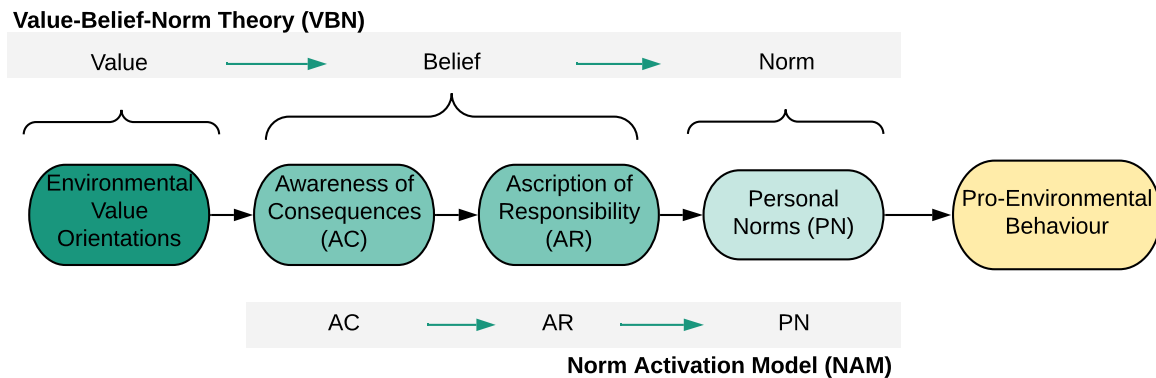 Value-Belief-Norm Theory (VBN)
Value
Belief
Norm
Environmental
Value
Orientations
Awareness of
Consequences
(AC)
Ascription of
Responsibility
(AR)
Personal
Norms (PN)
Pro-Environmental
Behaviour
AC
AR
PN
Norm Activation Model (NAM)